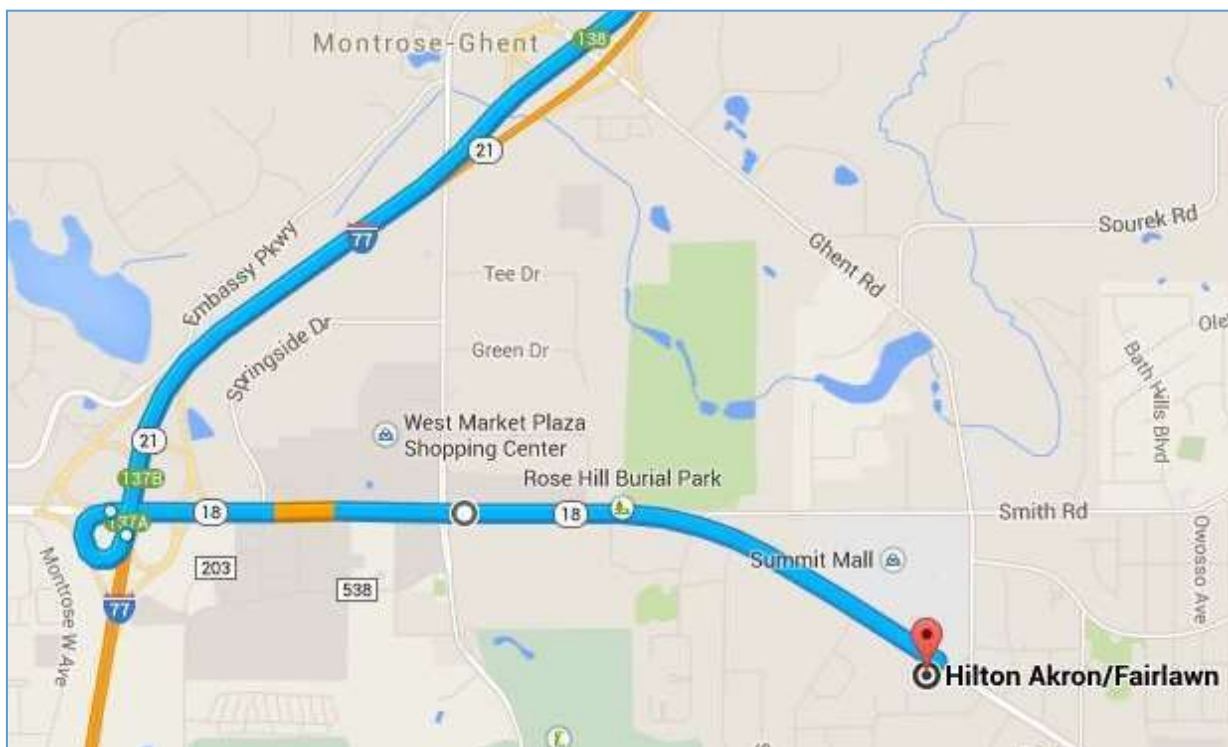 Montrose-Ghent
138
21
77
Embassy Pkwy
Sourek Rd
Ghent Rd
Tee Dr
Springside Dr
Green Dr
Bath Hills Blvd
West Market Plaza
Shopping Center
21
137B
Rose Hill Burial Park
18
137A
18
Smith Rd
Owosso Ave
Summit Mall
203
538
Montrose W Ave
77
Hilton Akron/Fairlawn